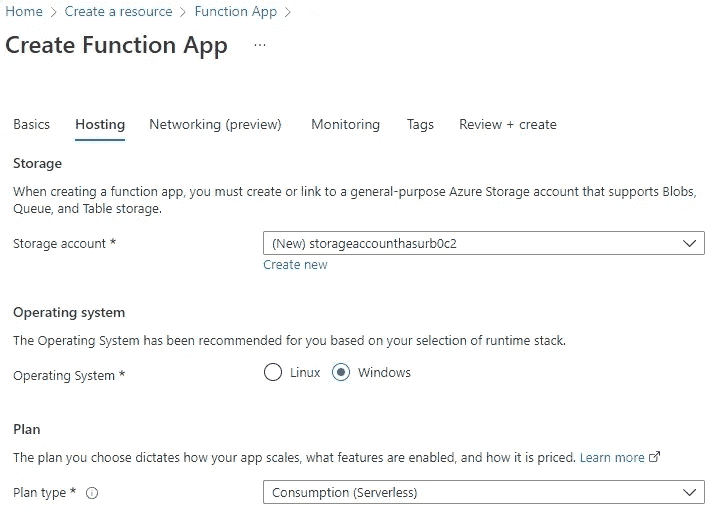 Home > Create a resource > Function App >
Create Function App ...
Basics Hosting Networking (preview) Monitoring Tags Review + create
Storage
When creating a function app, you must create or link to a general-purpose Azure Storage account that supports Blobs,
Queue, and Table storage.
Storage account * (New) storageaccounthasurb0c2
Create new
Operating system
The Operating System has been recommended for you based on your selection of runtime stack.
Operating System * Linux Windows
Plan
The plan you choose dictates how your app scales, what features are enabled, and how it is priced. Learn more
Plan type * Consumption (Serverless)